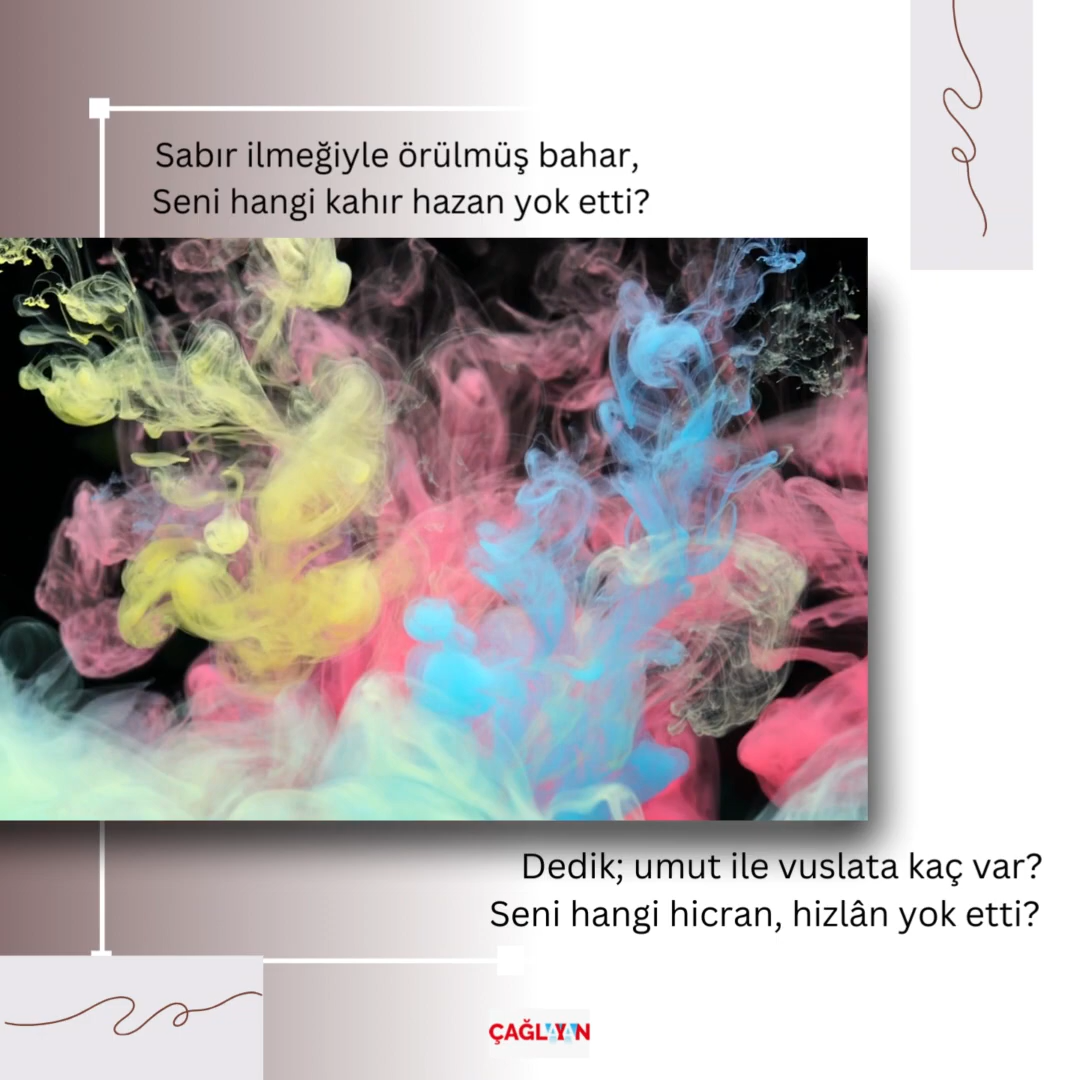 Sabır ilmeğiyle örülmüş bahar,
Seni hangi kahır hazan yok etti?
Dedik; umut ile vuslata kaç var?
Seni hangi hicran, hizlân yok etti?
ÇAĞLAYAN